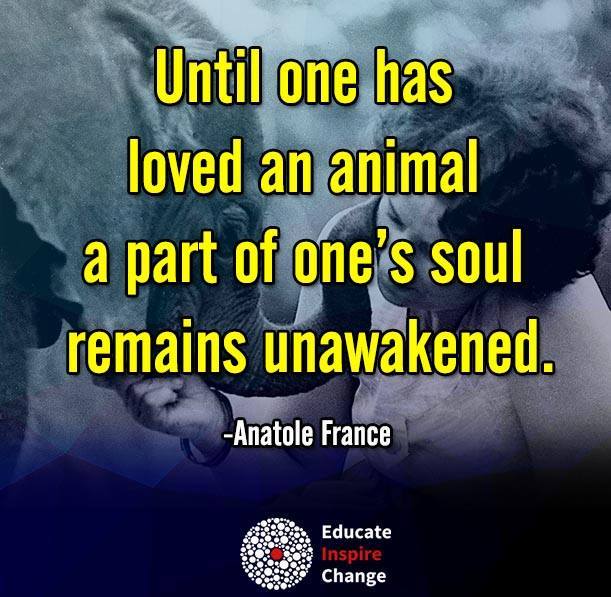 Until one has
loved an animal
a part of one's soul
remains unawakened.
-Anatole France
Educate
Inspire
Change